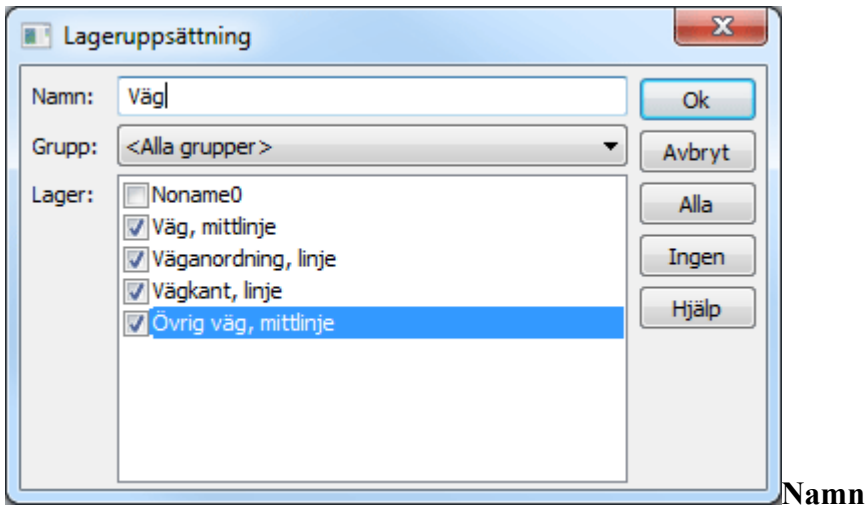 Lageruppsättning
Namn: Väg Ok
Grupp: <Alla grupper> Avbryt
Lager: Noname0 Alla
Väg, mittlinje
Väganordning, linje Ingen
Vägkant, linje
Övrig väg, mittlinje Hjälp
Namn